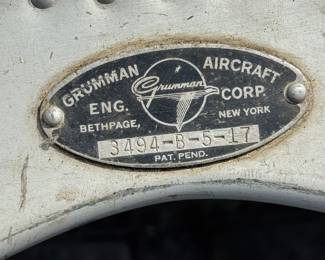 GRUMMAN AIRCRAFT
ENG. Grumman CORP.
BETHPAGE, NEW YORK
3494-B-5-17
PAT. PEND.